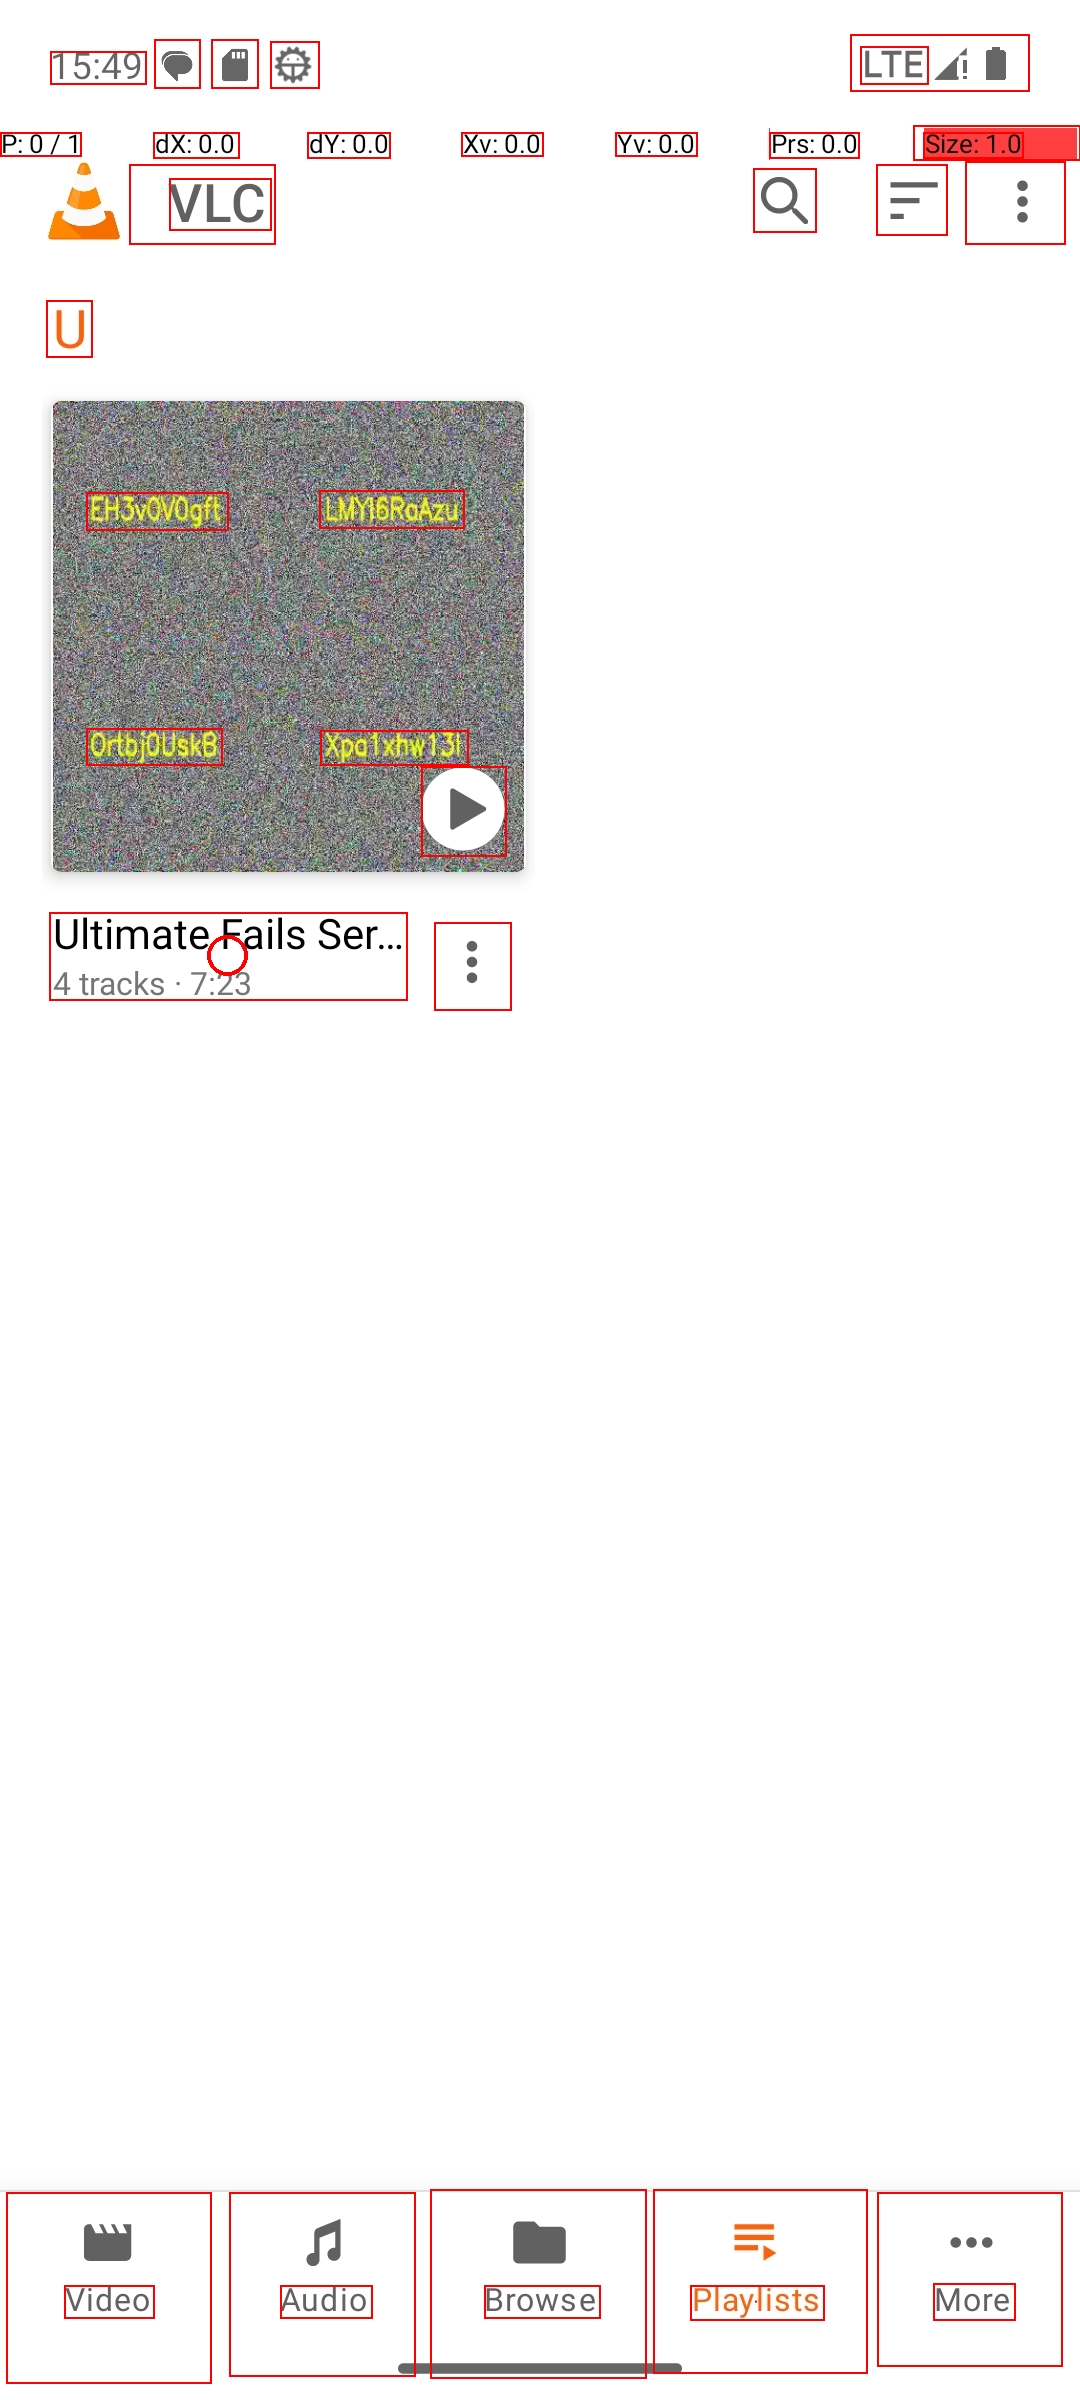 15:49
LTE
P: 0 / 1
dX: 0.0
dY: 0.0
Xv: 0.0
Yv: 0.0
Prs: 0.0
Size: 1.0
VLC
U
EH3v0V0gft
LMYI6RaAzu
0rtbj0UskB
Xpa1xhw13l
Ultimate Fails Ser...
4 tracks · 7:23
Video
Audio
Browse
Playlists
More